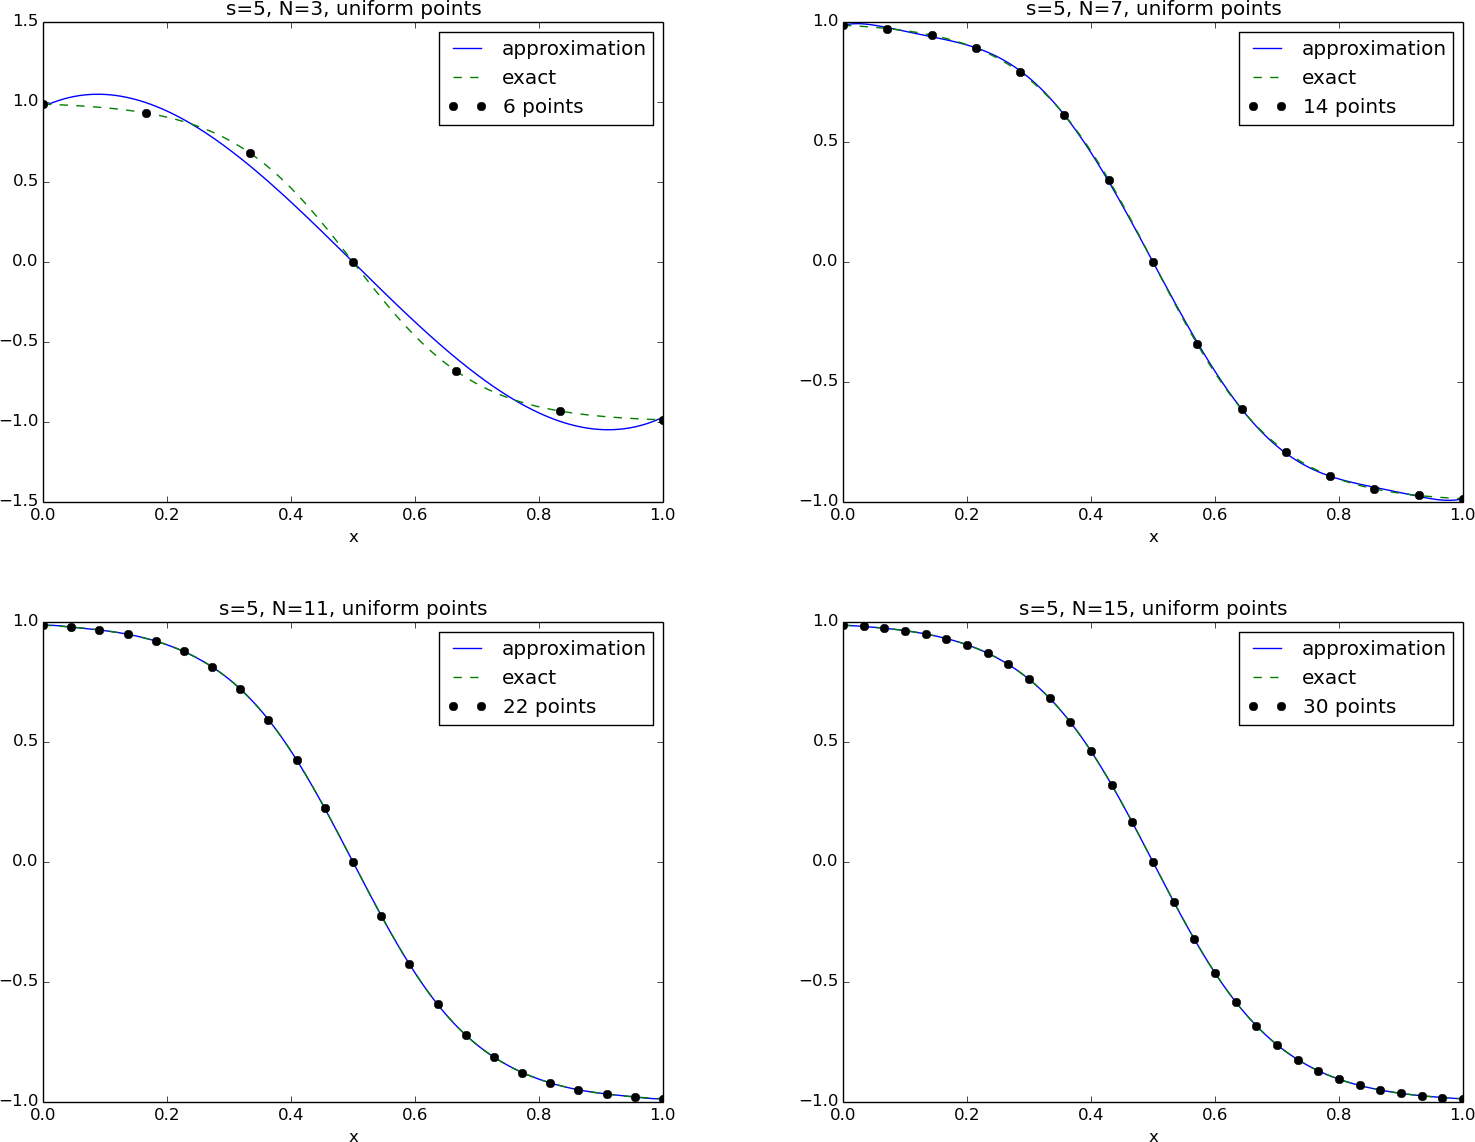 s=5, N=3, uniform points
1.5
1.0
0.5
0.0
−0.5
−1.0
−1.5
approximation
exact
6 points
0.0 0.2 0.4 0.6 0.8 1.0
x
s=5, N=7, uniform points
1.0
0.5
0.0
−0.5
−1.0
approximation
exact
14 points
0.0 0.2 0.4 0.6 0.8 1.0
x
s=5, N=11, uniform points
1.0
0.5
0.0
−0.5
−1.0
approximation
exact
22 points
0.0 0.2 0.4 0.6 0.8 1.0
x
s=5, N=15, uniform points
1.0
0.5
0.0
−0.5
−1.0
approximation
exact
30 points
0.0 0.2 0.4 0.6 0.8 1.0
x